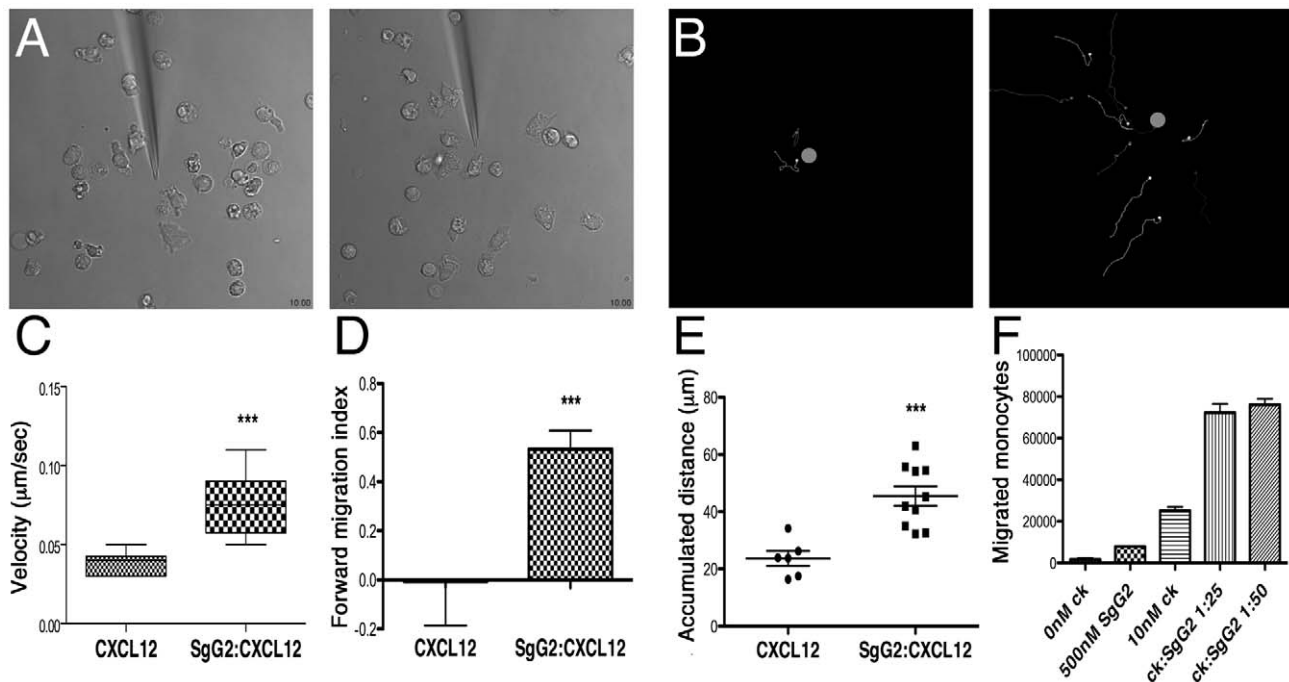 A
B
10:00
10:00
C
Velocity (μm/sec)
0.15
0.10
0.05
0.00
***
CXCL12
SgG2:CXCL12
D
Forward migration index
0.8
0.6
0.4
0.2
0.0
-0.2
***
CXCL12
SgG2:CXCL12
E
Accumulated distance (μm)
80
60
40
20
0
***
CXCL12
SgG2:CXCL12
F
Migrated monocytes
100000
80000
60000
40000
20000
0
0nM ck
500nM SgG2
10nM ck
ck:SgG2 1:25
ck:SgG2 1:50